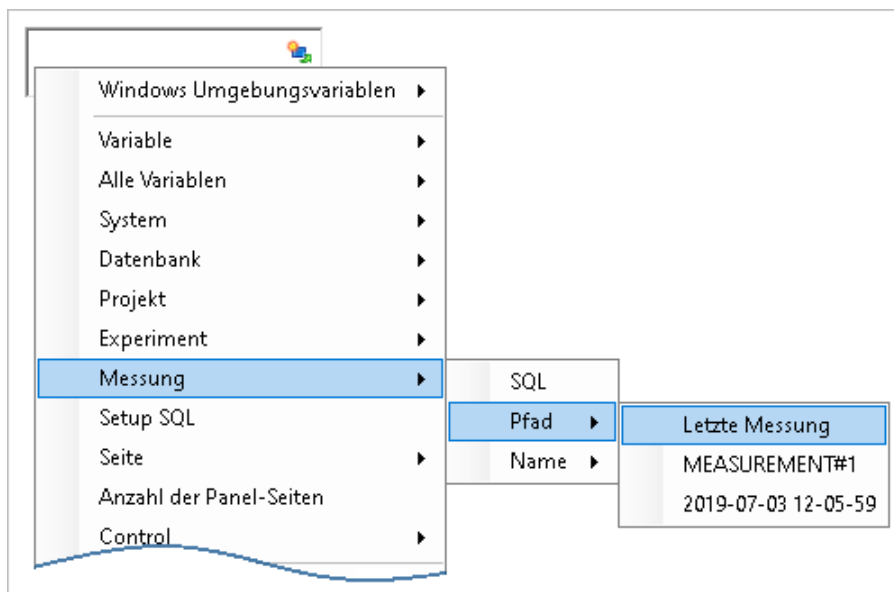 Windows Umgebungsvariablen
Variable
Alle Variablen
System
Datenbank
Projekt
Experiment
Messung
Setup SQL
Seite
Anzahl der Panel-Seiten
Control
SQL
Pfad
Name
Letzte Messung
MEASUREMENT#1
2019-07-03 12-05-59